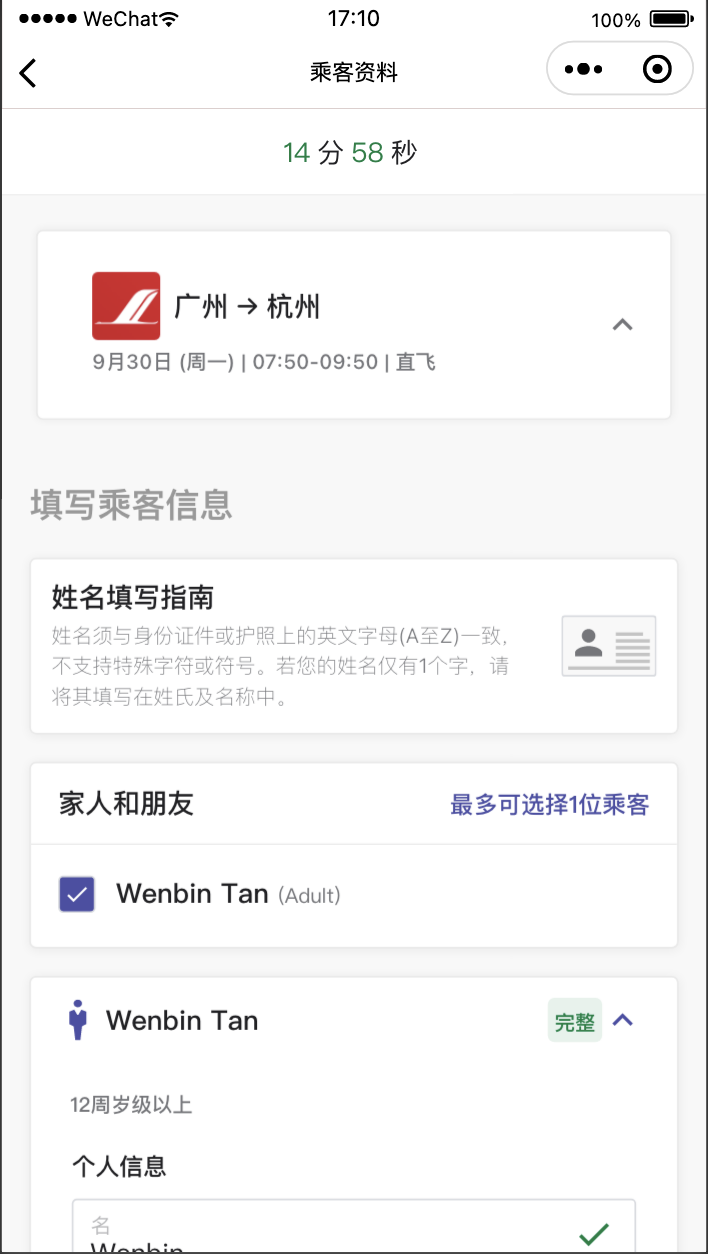 WeChat
17:10
100%
乘客资料
14 分 58 秒
广州 → 杭州
9月30日 (周一) | 07:50-09:50 | 直飞
填写乘客信息
姓名填写指南
姓名须与身份证件或护照上的英文字母(A至Z)一致,
不支持特殊字符或符号。若您的姓名仅有1个字, 请
将其填写在姓氏及名称中。
家人和朋友
最多可选择1位乘客
Wenbin Tan (Adult)
Wenbin Tan
完整
12周岁级以上
个人信息
名
Wenbin